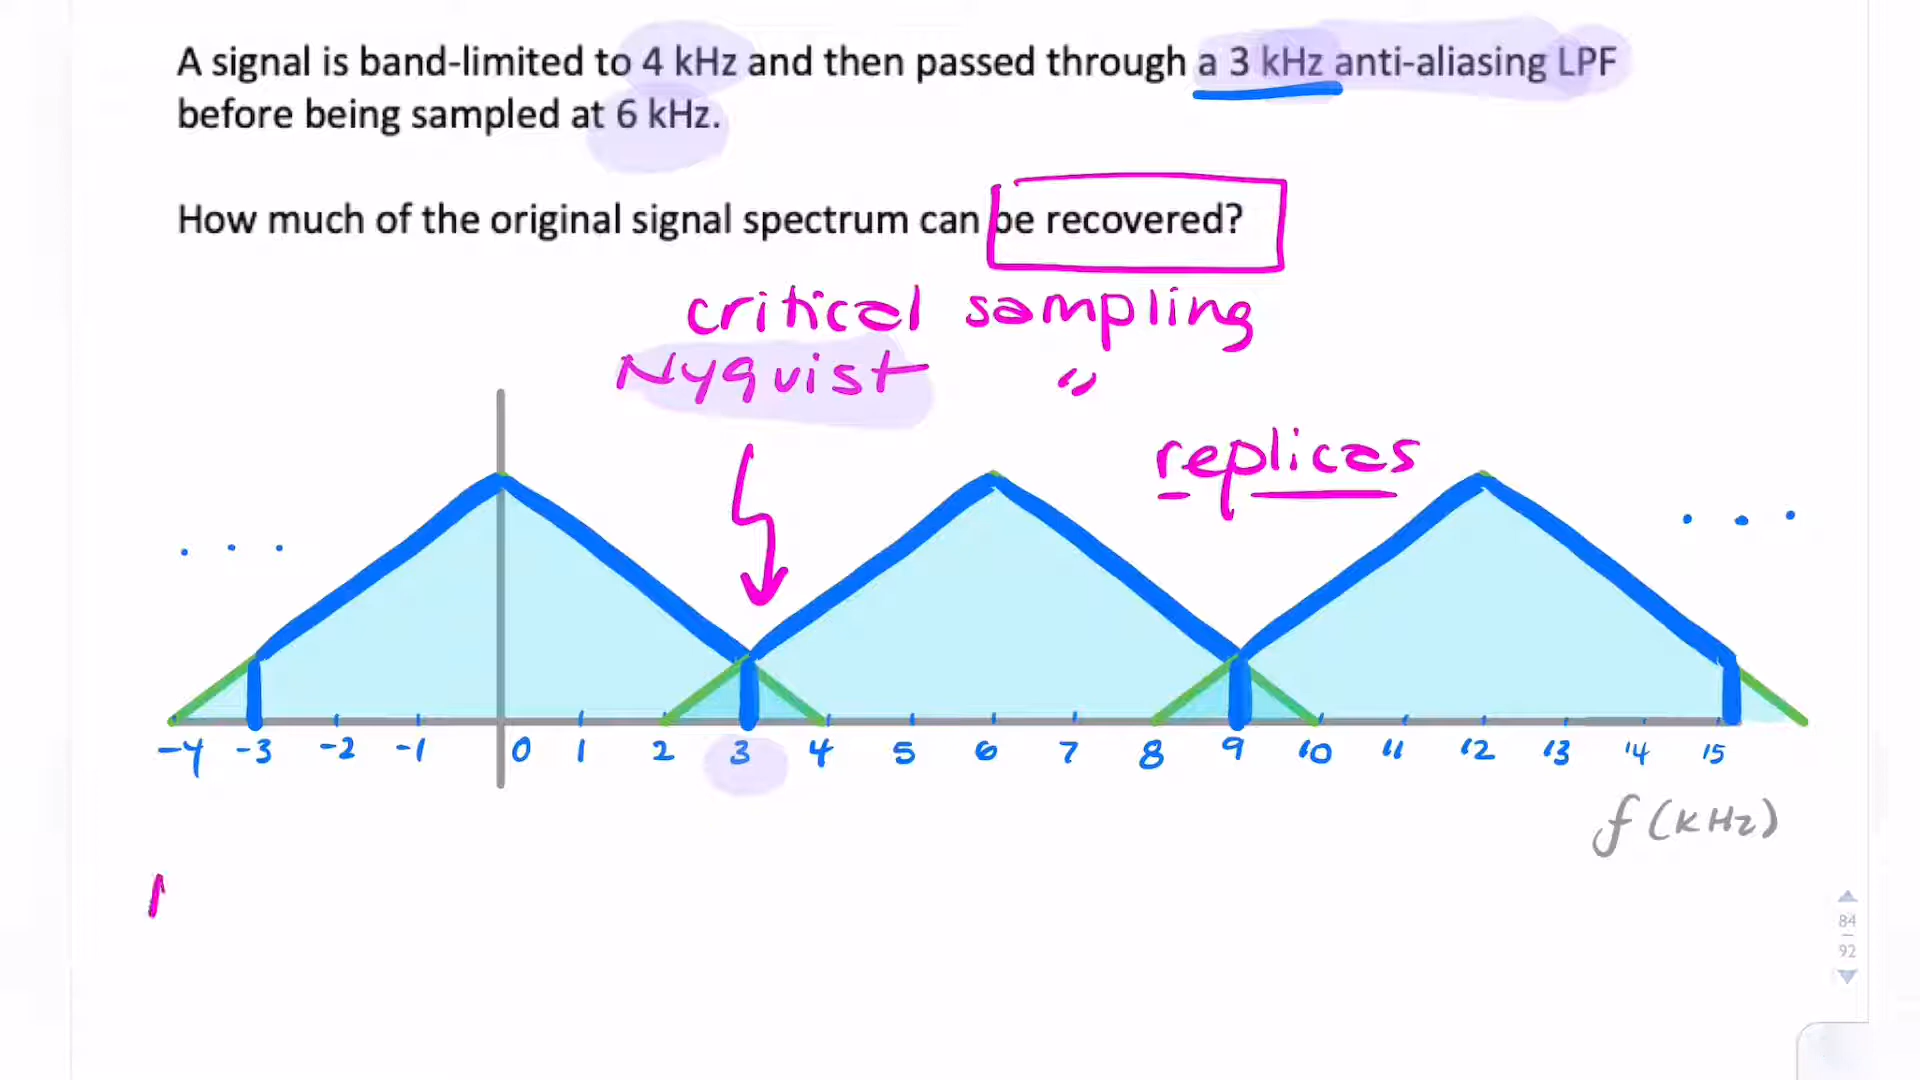 A signal is band-limited to 4 kHz and then passed through a 3 kHz anti-aliasing LPF
before being sampled at 6 kHz.
How much of the original signal spectrum can be recovered?
critical sampling
Nyquist "
replicas
. . . . . .
-4 -3 -2 -1 0 1 2 3 4 5 6 7 8 9 10 11 12 13 14 15
f (kHz)
84
92